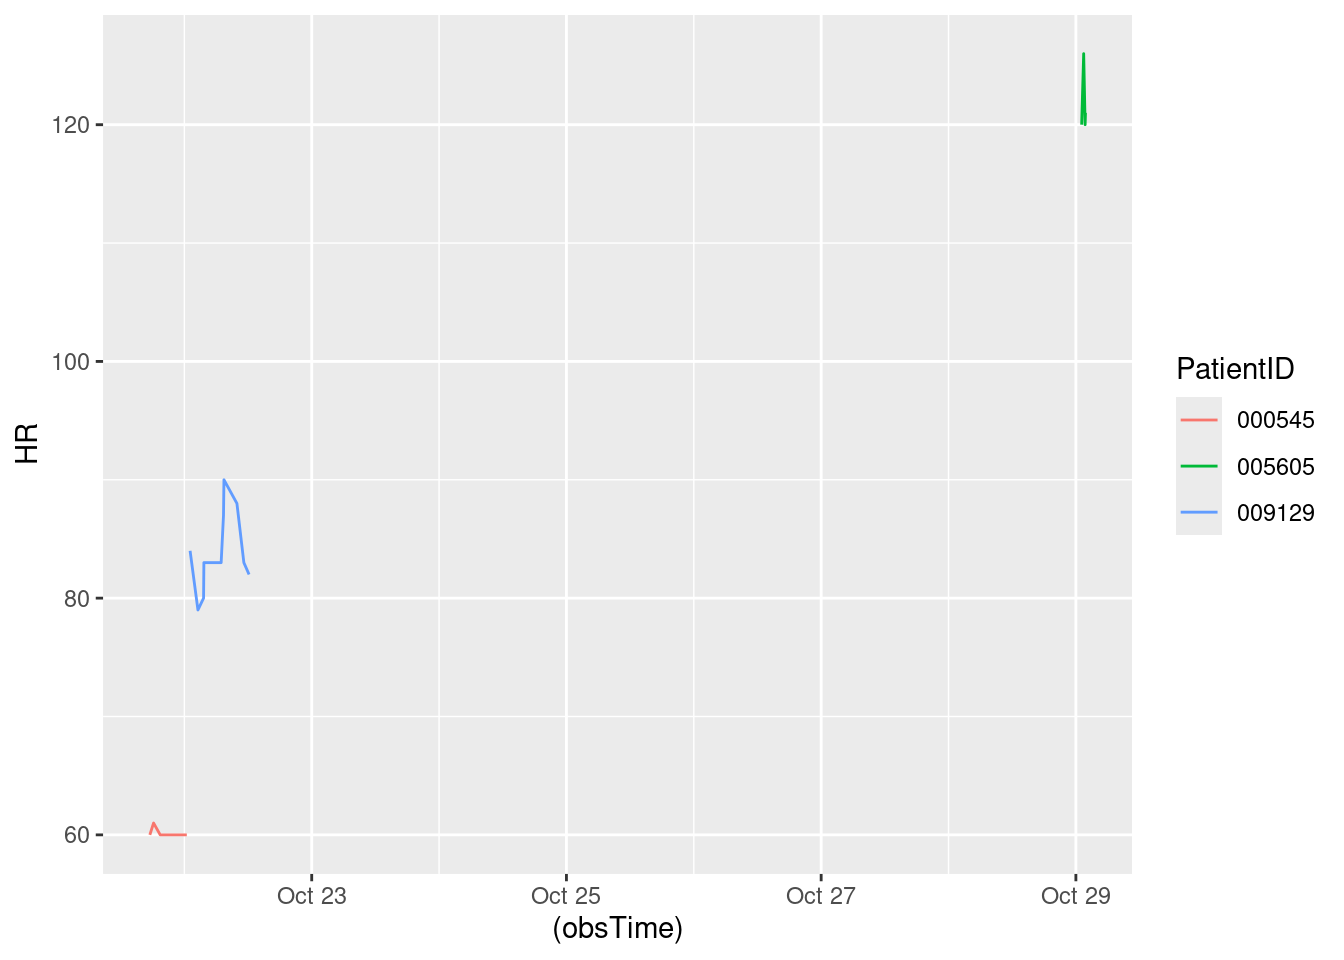 120
100
80
60
HR
Oct 23
Oct 25
Oct 27
Oct 29
(obsTime)
PatientID
000545
005605
009129